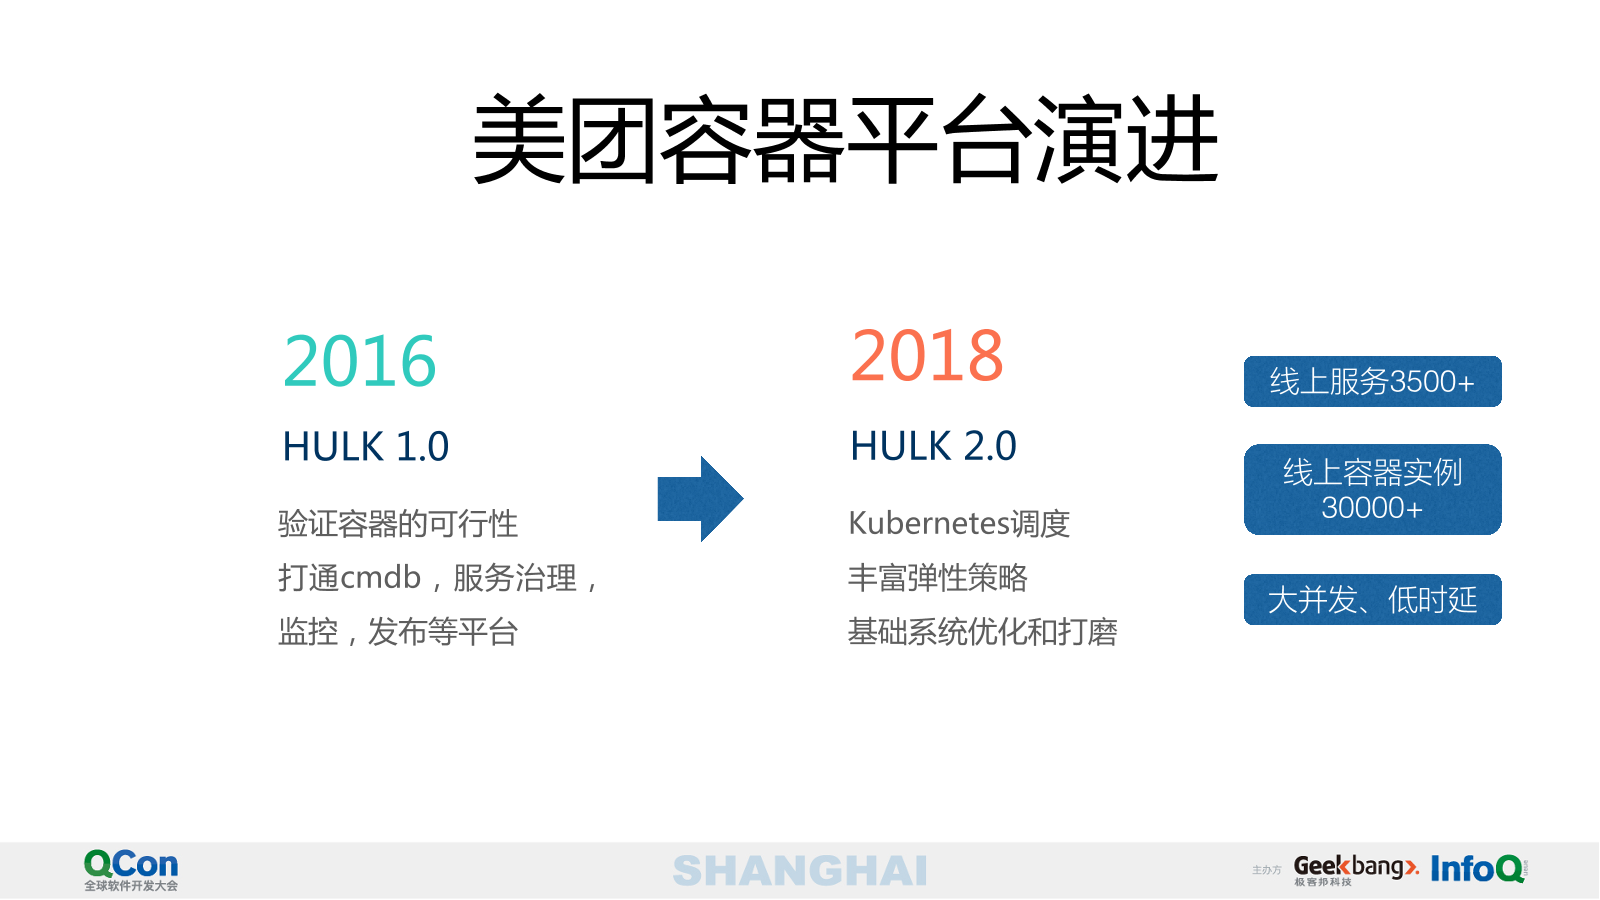 美团容器平台演进
2016
HULK 1.0
验证容器的可行性
打通cmdb，服务治理，
监控，发布等平台
2018
HULK 2.0
Kubernetes调度
丰富弹性策略
基础系统优化和打磨
线上服务3500+
线上容器实例
30000+
大并发、低时延
QCon
全球软件开发大会
SHANGHAI
主办方
Geekbang
极客邦科技
InfoQ